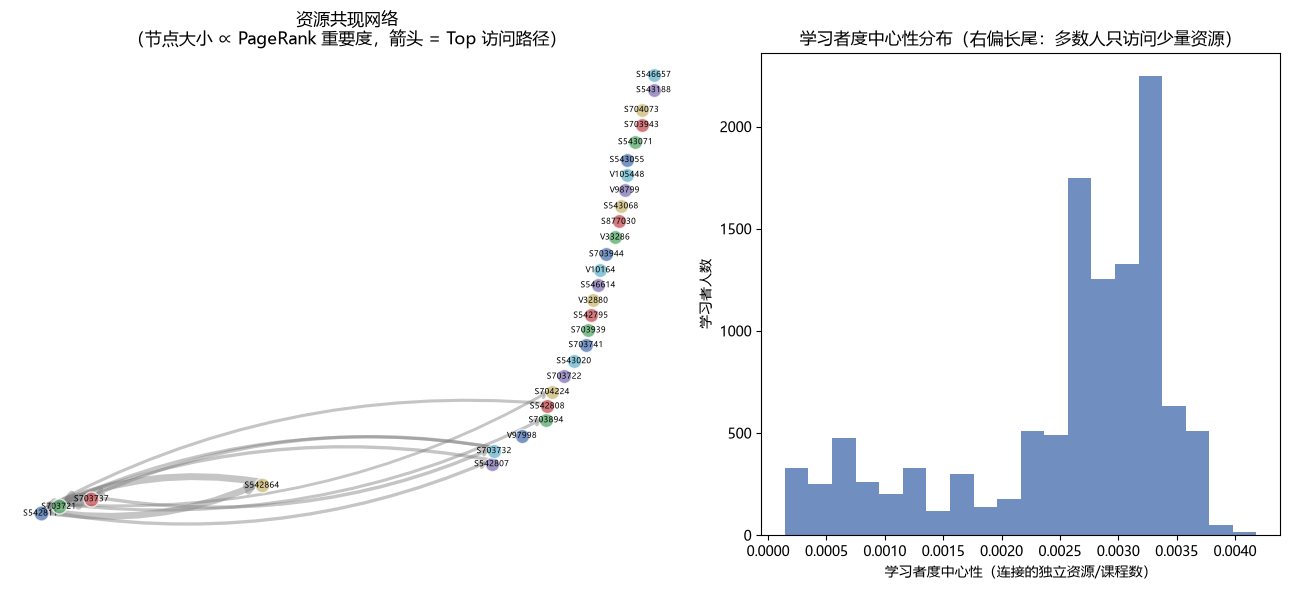 资源共现网络
（节点大小 ∝ PageRank 重要度，箭头 = Top 访问路径）
S546657
S543188
S704073
S703943
S543071
S543055
V105448
V98799
S543068
S877030
V33286
S703944
V10164
S546614
V32880
S542795
S703939
S703741
S543020
S703722
S704224
S542808
S703894
V97998
S703732
S542807
S542864
S703737
S703721
学习者度中心性分布（右偏长尾：多数人只访问少量资源）
学习者人数
2000
1500
1000
500
0
0.0000 0.0005 0.0010 0.0015 0.0020 0.0025 0.0030 0.0035 0.0040
学习者度中心性（连接的独立资源/课程数）